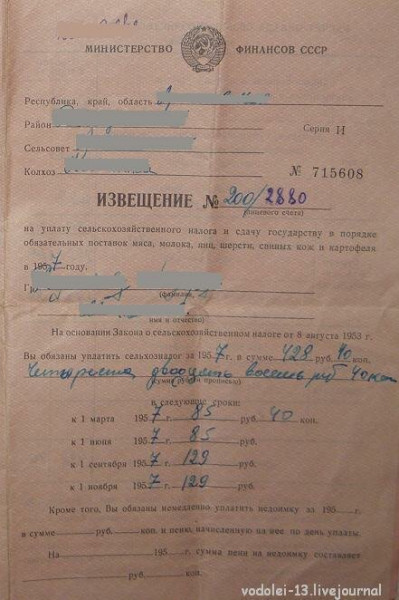 МИНИСТЕРСТВО ФИНАНСОВ СССР
Республика, край, область
Район
Серия И
Сельсовет
Колхоз
№ 715608
ИЗВЕЩЕНИЕ № 200/2880
(лицевого счета)
на уплату сельскохозяйственного налога и сдачу государству в порядке
обязательных поставок мяса, молока, яиц, шерсти, свиных кож и картофеля
в 1957 году.
Гр.
(фамилия,
имя и отчество)
На основании Закона о сельскохозяйственном налоге от 8 августа 1953 г.
Вы обязаны уплатить сельхозналог за 1957 г. в сумме 428 руб. 40 коп.
Четыреста двадцать восемь руб 40 коп
(сумма рублей прописью)
в следующие сроки:
к 1 марта 1957 г. 85 руб. 40 коп.
к 1 июня 1957 г. 85 руб.
к 1 сентября 1957 г. 129 руб.
к 1 ноября 1957 г. 129 руб.
Кроме того, Вы обязаны немедленно уплатить недоимку за 195 г.
в сумме руб. коп. и пеню, начисленную на нее по день уплаты.
На 195 г. сумма пени на недоимку составляет
руб. коп.
vodolei-13.livejournal